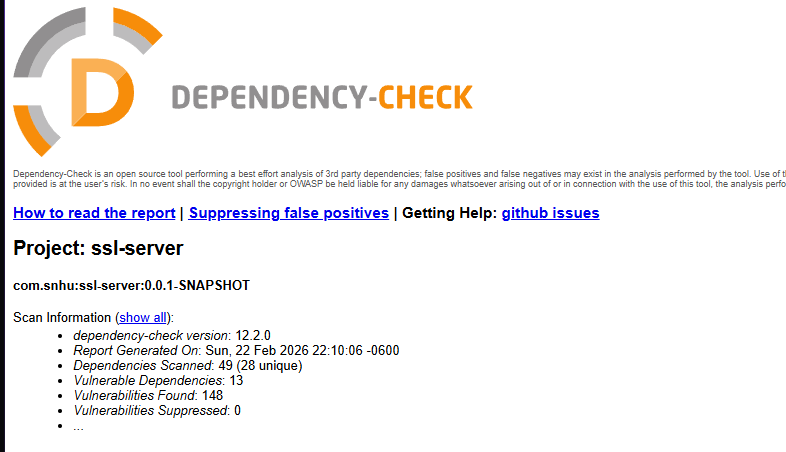 D DEPENDENCY-CHECK
Dependency-Check is an open source tool performing a best effort analysis of 3rd party dependencies; false positives and false negatives may exist in the analysis performed by the tool. Use of
provided is at the user's risk. In no event shall the copyright holder or OWASP be held liable for any damages whatsoever arising out of or in connection with the use of this tool, the analysis
How to read the report | Suppressing false positives | Getting Help: github issues
Project: ssl-server
com.snhu:ssl-server:0.0.1-SNAPSHOT
Scan Information (show all):
• dependency-check version: 12.2.0
• Report Generated On: Sun, 22 Feb 2026 22:10:06 -0600
• Dependencies Scanned: 49 (28 unique)
• Vulnerable Dependencies: 13
• Vulnerabilities Found: 148
• Vulnerabilities Suppressed: 0
• ...